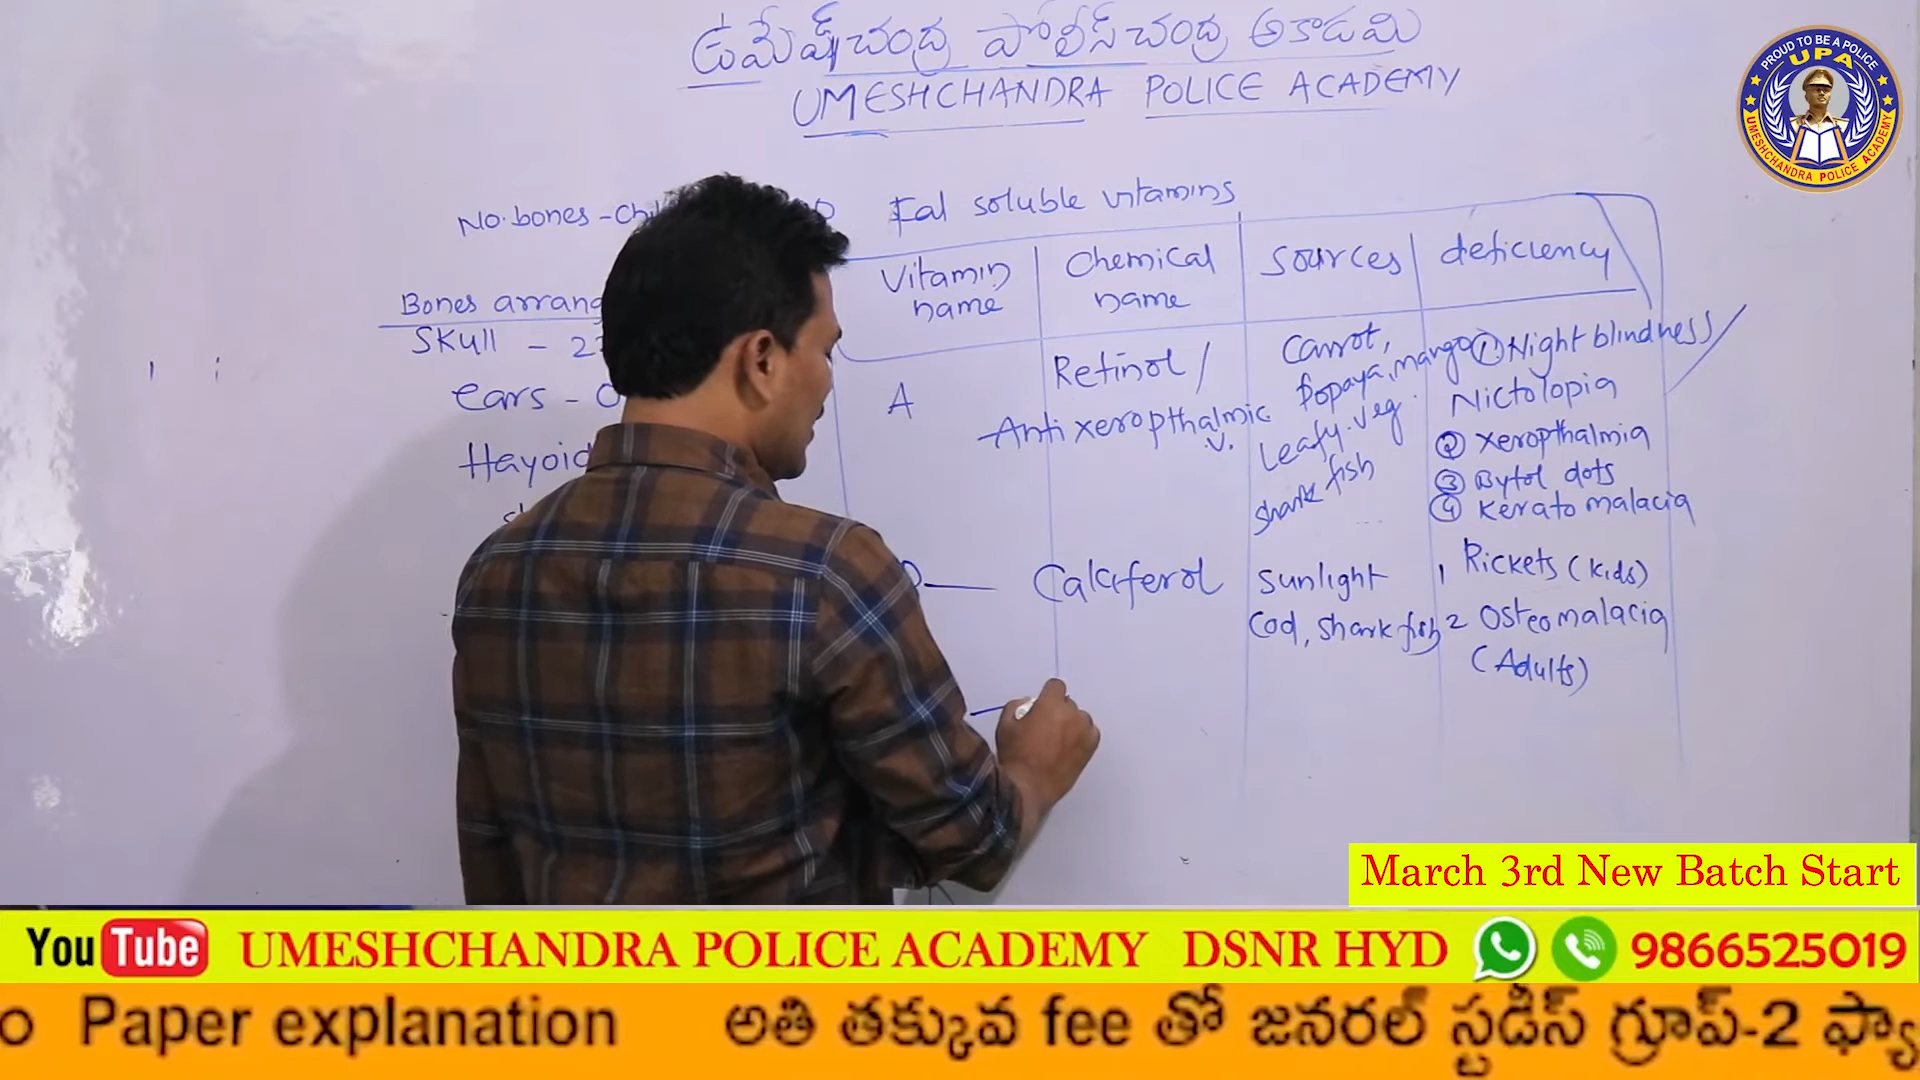 ఉమేష్ చంద్ర పోలీస్ చంద్ర అకాడమి
UMESHCHANDRA POLICE ACADEMY
PROUD TO BE A POLICE
UPA
UMESHCHANDRA POLICE ACADEMY
No. bones - Chil
Bones arrang
Skull - 2
ears -
Hayoid
Fat soluble vitamins
Vitamin name
Chemical name
Sources
deficiency
A
Retinol /
Anti xeropthalmic v.
Carrot,
Popaya, mango
Leafy. veg.
shark fish
① Night blindness /
Nictolopia
② xeropthalmia
③ Bytol dots
④ Kerato malacia
D — Calciferol
Sunlight
Cod, shark fish
1 Rickets (Kids)
2 Osteomalacia
(Adults)
March 3rd New Batch Start
YouTube UMESHCHANDRA POLICE ACADEMY DSNR HYD 9866525019
Paper explanation అతి తక్కువ fee తో జనరల్ స్టడీస్ గ్రూప్-2 ఫ్యా